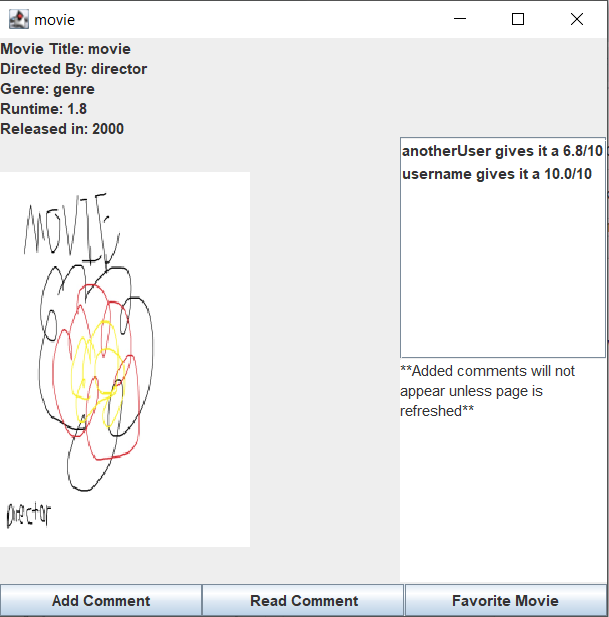 movie
Movie Title: movie
Directed By: director
Genre: genre
Runtime: 1.8
Released in: 2000
anotherUser gives it a 6.8/10
username gives it a 10.0/10
MOVIE
**Added comments will not
appear unless page is
refreshed**
Director
Add Comment
Read Comment
Favorite Movie